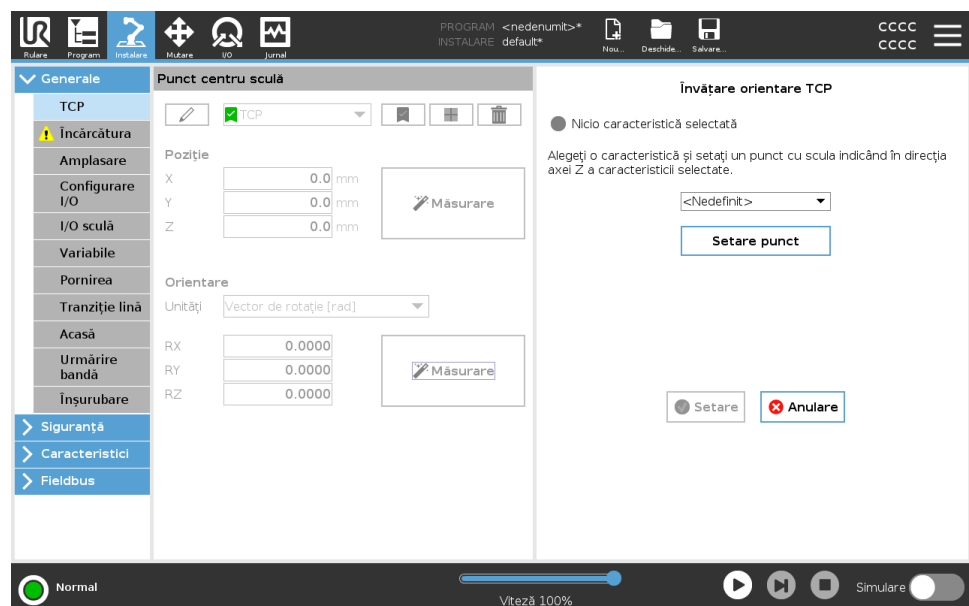 PROGRAM <nedenumit>*
INSTALARE default*
CCCC
CCCC
Rulare Program Instalare Mutare I/O Jurnal Nou... Deschide... Salvare...
Generale
TCP
Încărcătura
Amplasare
Configurare
I/O
I/O sculă
Variabile
Pornirea
Tranziție lină
Acasă
Urmărire
bandă
Înșurubare
Siguranță
Caracteristici
Fieldbus
Punct centru sculă
TCP
Poziție
X 0.0 mm
Y 0.0 mm
Z 0.0 mm
Măsurare
Orientare
Unități Vector de rotație [rad]
RX 0.0000
RY 0.0000
RZ 0.0000
Măsurare
Învățare orientare TCP
Nicio caracteristică selectată
Alegeți o caracteristică și setați un punct cu scula indicând în direcția
axei Z a caracteristicii selectate.
<Nedefinit>
Setare punct
Setare Anulare
Normal
Viteză 100%
Simulare